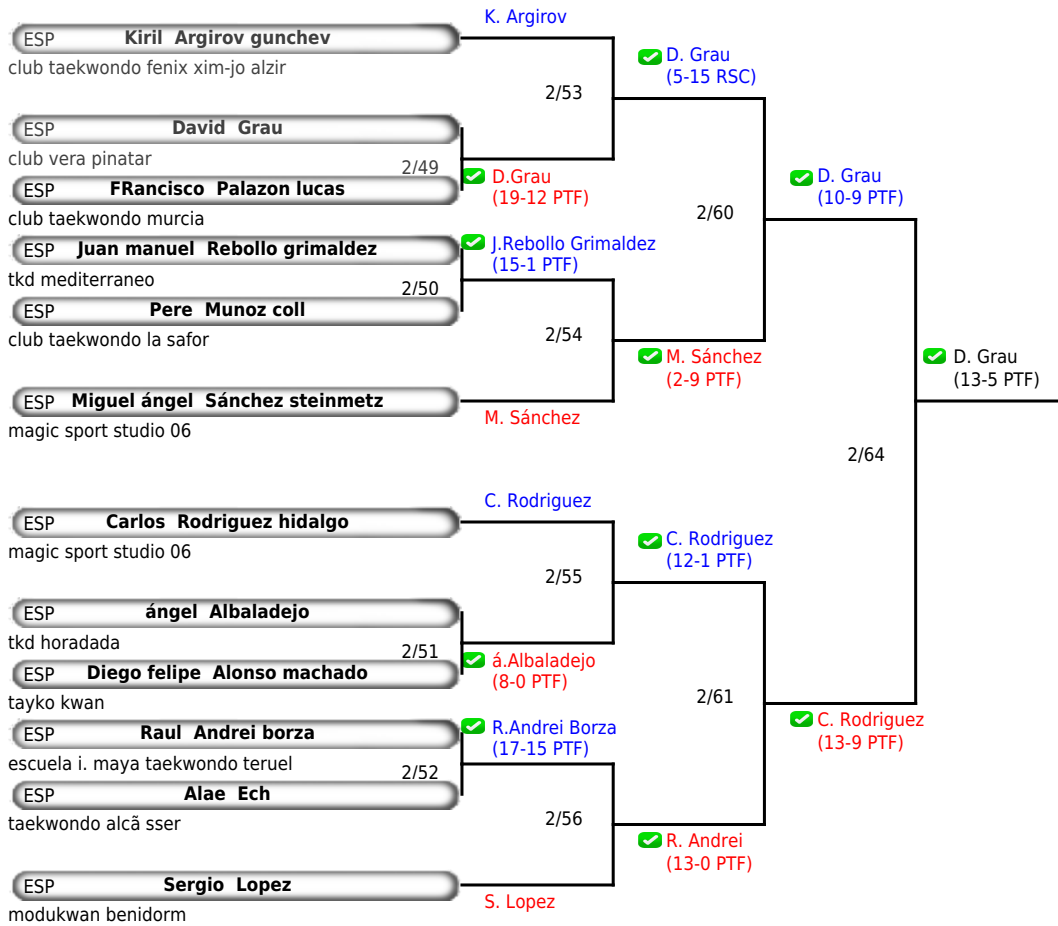 K. Argirov
ESP Kiril Argirov gunchev
club taekwondo fenix xim-jo alzir
D. Grau
(5-15 RSC)
2/53
ESP David Grau
club vera pinatar
2/49
D.Grau
(19-12 PTF)
ESP FRancisco Palazon lucas
club taekwondo murcia
D. Grau
(10-9 PTF)
2/60
ESP Juan manuel Rebollo grimaldez
J.Rebollo Grimaldez
(15-1 PTF)
tkd mediterraneo
2/50
ESP Pere Munoz coll
club taekwondo la safor
2/54
M. Sánchez
(2-9 PTF)
D. Grau
(13-5 PTF)
ESP Miguel ángel Sánchez steinmetz
magic sport studio 06
M. Sánchez
2/64
C. Rodriguez
ESP Carlos Rodriguez hidalgo
magic sport studio 06
C. Rodriguez
(12-1 PTF)
2/55
ESP ángel Albaladejo
tkd horadada
2/51
á.Albaladejo
(8-0 PTF)
ESP Diego felipe Alonso machado
tayko kwan
2/61
C. Rodriguez
(13-9 PTF)
ESP Raul Andrei borza
R.Andrei Borza
(17-15 PTF)
escuela i. maya taekwondo teruel
2/52
ESP Alae Ech
taekwondo alcã sser
2/56
R. Andrei
(13-0 PTF)
ESP Sergio Lopez
modukwan benidorm
S. Lopez